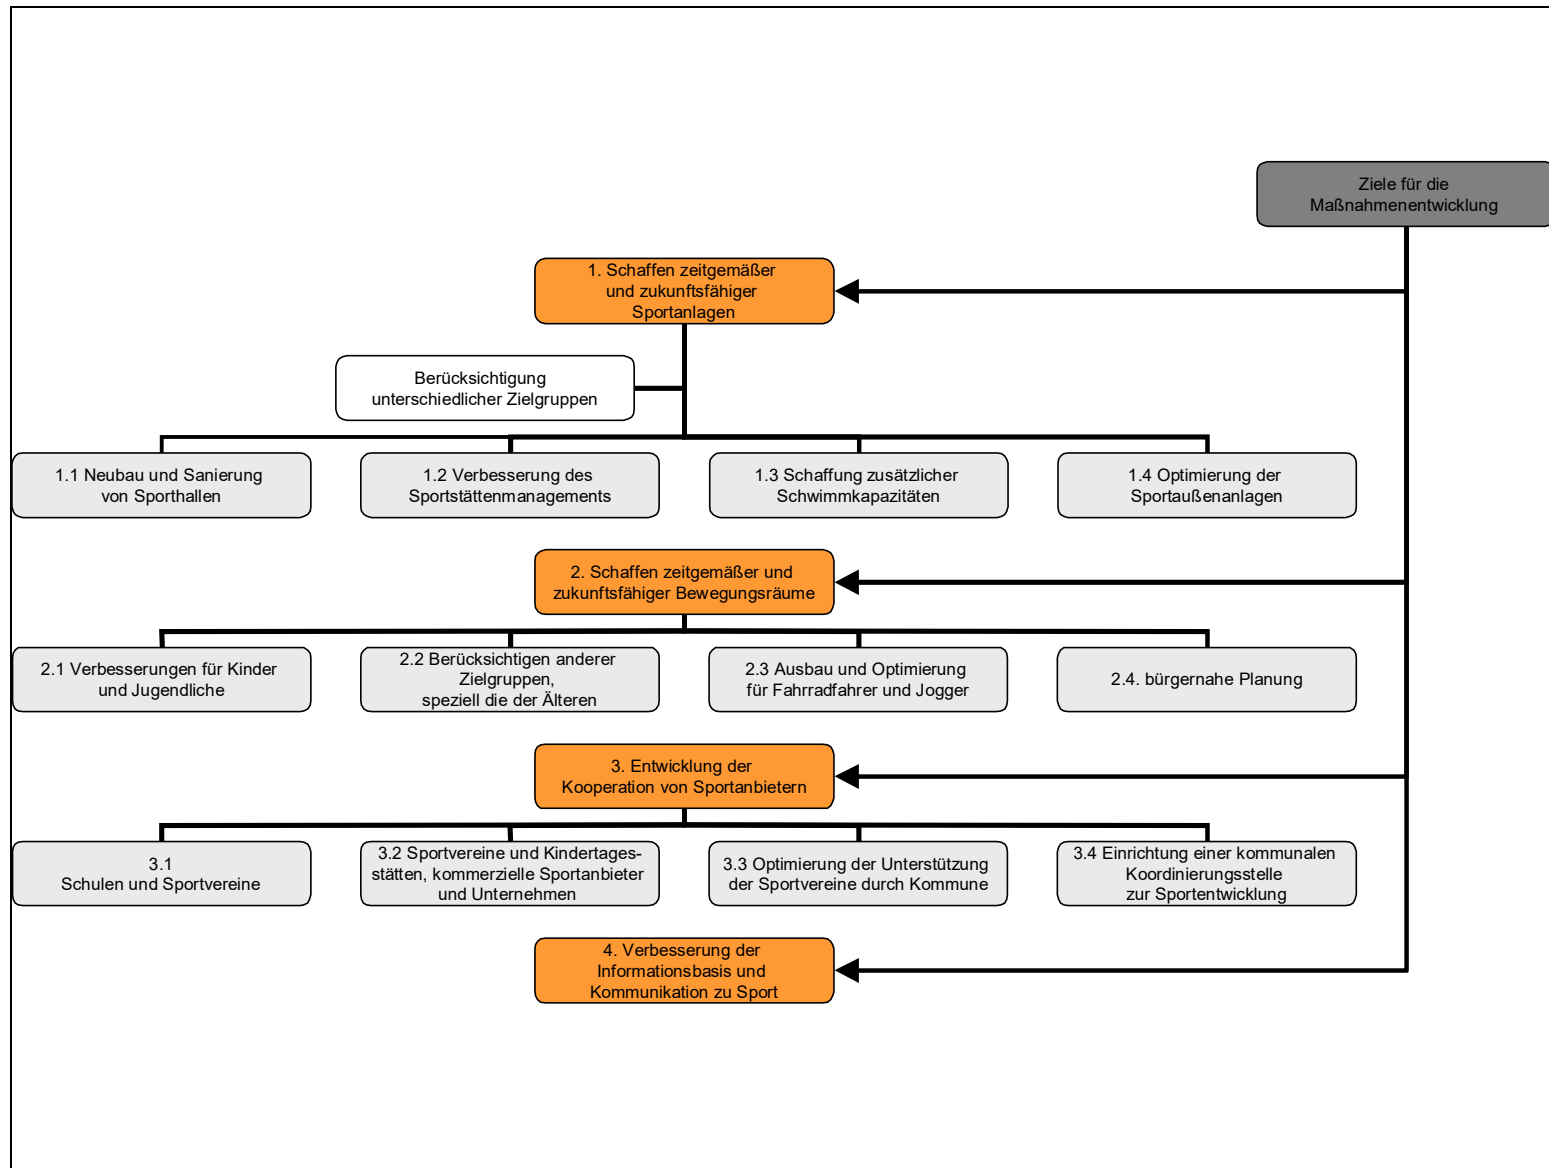 Ziele für die
Maßnahmenentwicklung
1. Schaffen zeitgemäßer
und zukunftsfähiger
Sportanlagen
Berücksichtigung
unterschiedlicher Zielgruppen
1.1 Neubau und Sanierung
von Sporthallen
1.2 Verbesserung des
Sportstättenmanagements
1.3 Schaffung zusätzlicher
Schwimmkapazitäten
1.4 Optimierung der
Sportaußenanlagen
2. Schaffen zeitgemäßer und
zukunftsfähiger Bewegungsräume
2.1 Verbesserungen für Kinder
und Jugendliche
2.2 Berücksichtigen anderer
Zielgruppen,
speziell die der Älteren
2.3 Ausbau und Optimierung
für Fahrradfahrer und Jogger
2.4. bürgernahe Planung
3. Entwicklung der
Kooperation von Sportanbietern
3.1
Schulen und Sportvereine
3.2 Sportvereine und Kindertages-
stätten, kommerzielle Sportanbieter
und Unternehmen
3.3 Optimierung der Unterstützung
der Sportvereine durch Kommune
3.4 Einrichtung einer kommunalen
Koordinierungsstelle
zur Sportentwicklung
4. Verbesserung der
Informationsbasis und
Kommunikation zu Sport